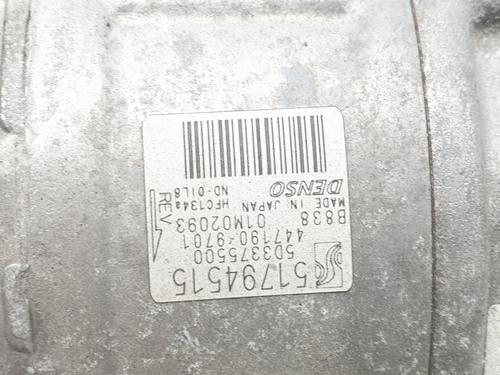 51794515
5D3375500
447190-9701
B838 01M02093 REV
MADE IN JAPAN HFC134a
DENSO ND-OIL8